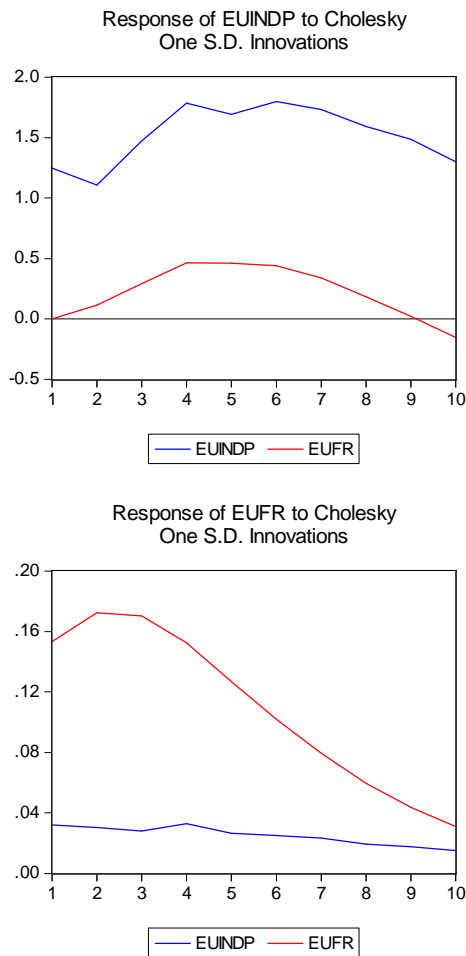 Response of EUINDP to Cholesky
One S.D. Innovations
2.0
1.5
1.0
0.5
0.0
-0.5
1 2 3 4 5 6 7 8 9 10
EUINDP EUFR
Response of EUFR to Cholesky
One S.D. Innovations
.20
.16
.12
.08
.04
.00
1 2 3 4 5 6 7 8 9 10
EUINDP EUFR